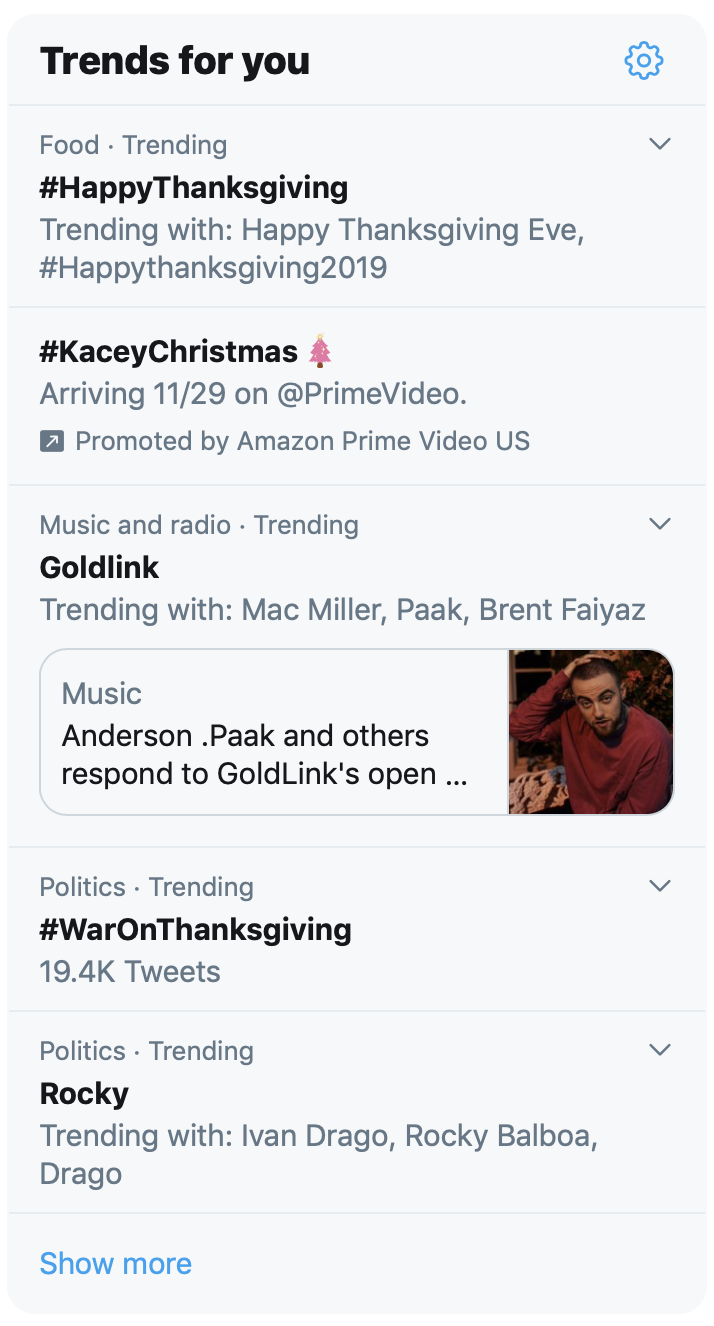 Trends for you
Food · Trending
#HappyThanksgiving
Trending with: Happy Thanksgiving Eve,
#Happythanksgiving2019
#KaceyChristmas
Arriving 11/29 on @PrimeVideo.
Promoted by Amazon Prime Video US
Music and radio · Trending
Goldlink
Trending with: Mac Miller, Paak, Brent Faiyaz
Music
Anderson .Paak and others
respond to GoldLink's open ...
Politics · Trending
#WarOnThanksgiving
19.4K Tweets
Politics · Trending
Rocky
Trending with: Ivan Drago, Rocky Balboa,
Drago
Show more